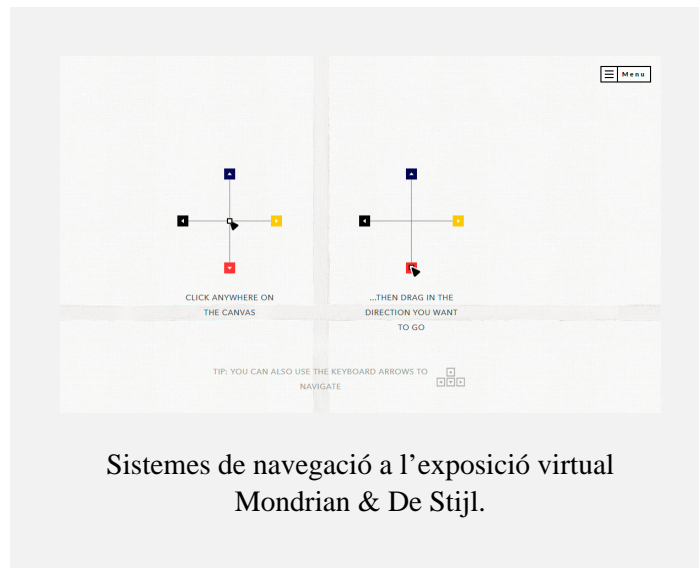 Menu
CLICK ANYWHERE ON
THE CANVAS
...THEN DRAG IN THE
DIRECTION YOU WANT
TO GO
TIP: YOU CAN ALSO USE THE KEYBOARD ARROWS TO
NAVIGATE
Sistemes de navegació a l’exposició virtual
Mondrian & De Stijl.